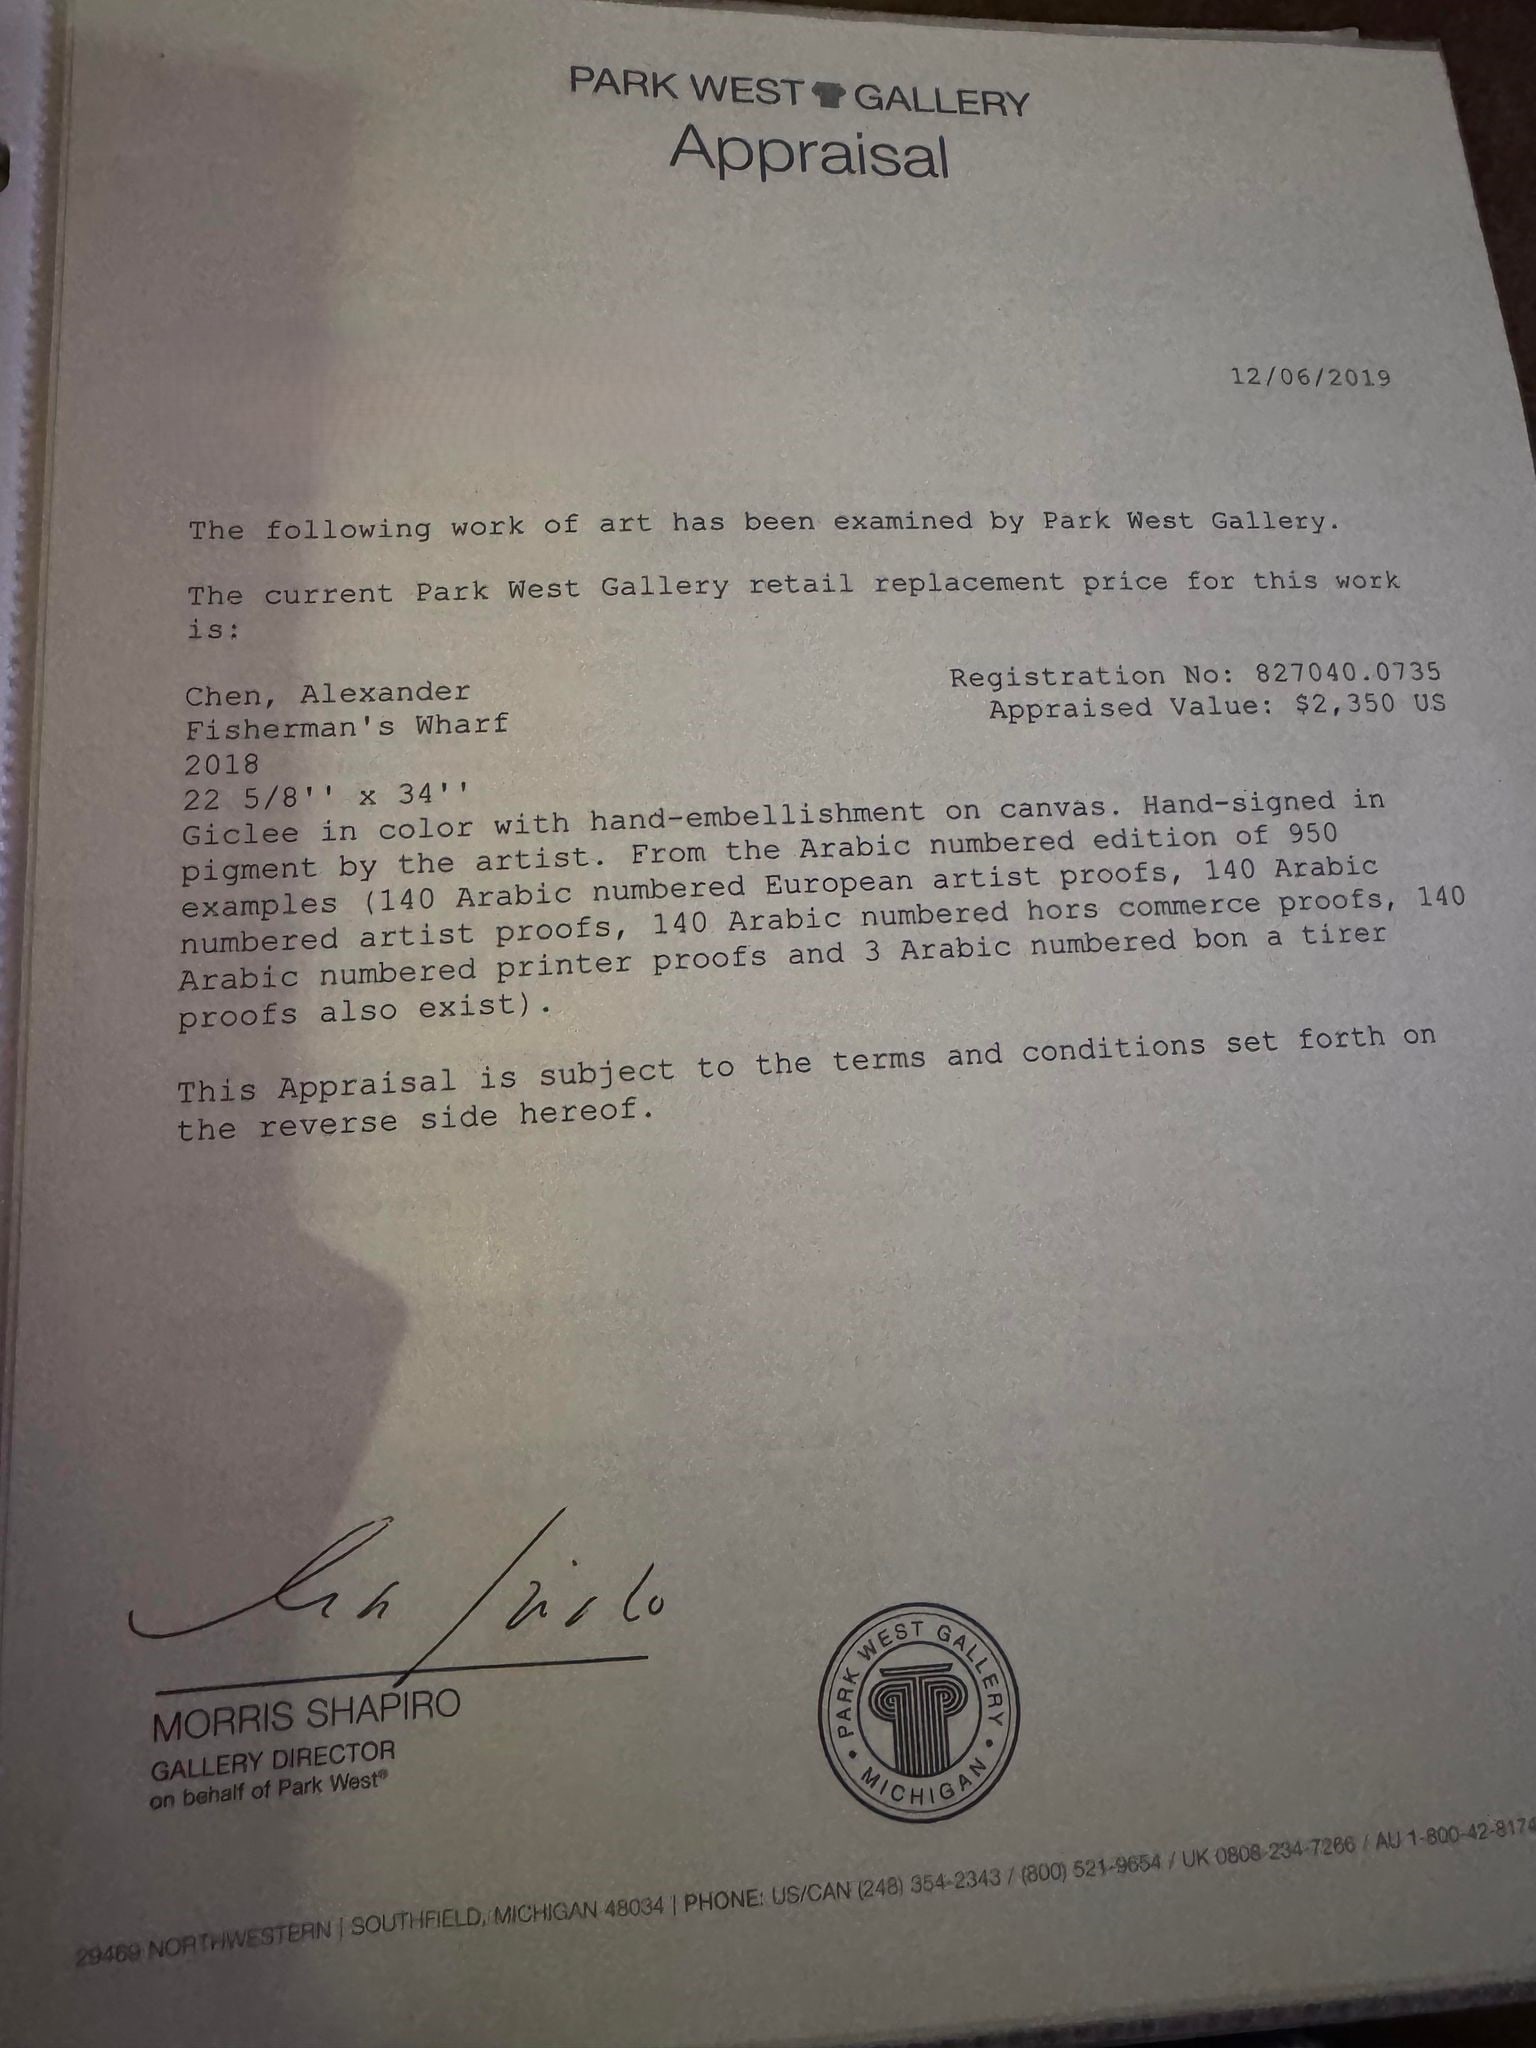 PARK WEST GALLERY
Appraisal
12/06/2019
The following work of art has been examined by Park West Gallery.
The current Park West Gallery retail replacement price for this work
is:
Chen, Alexander
Registration No: 827040.0735
Fisherman's Wharf
Appraised Value: $2,350 US
2018
22 5/8'' x 34''
Giclee in color with hand-embellishment on canvas. Hand-signed in
pigment by the artist. From the Arabic numbered edition of 950
examples (140 Arabic numbered European artist proofs, 140 Arabic
numbered artist proofs, 140 Arabic numbered hors commerce proofs, 140
Arabic numbered printer proofs and 3 Arabic numbered bon a tirer
proofs also exist).
This Appraisal is subject to the terms and conditions set forth on
the reverse side hereof.
MORRIS SHAPIRO
GALLERY DIRECTOR
on behalf of Park West®
PARK WEST GALLERY • MICHIGAN •
29469 NORTHWESTERN | SOUTHFIELD, MICHIGAN 48034 | PHONE: US/CAN (248) 354-2343 / (800) 521-9654 / UK 0808-234-7266 / AU 1-800-42-8174